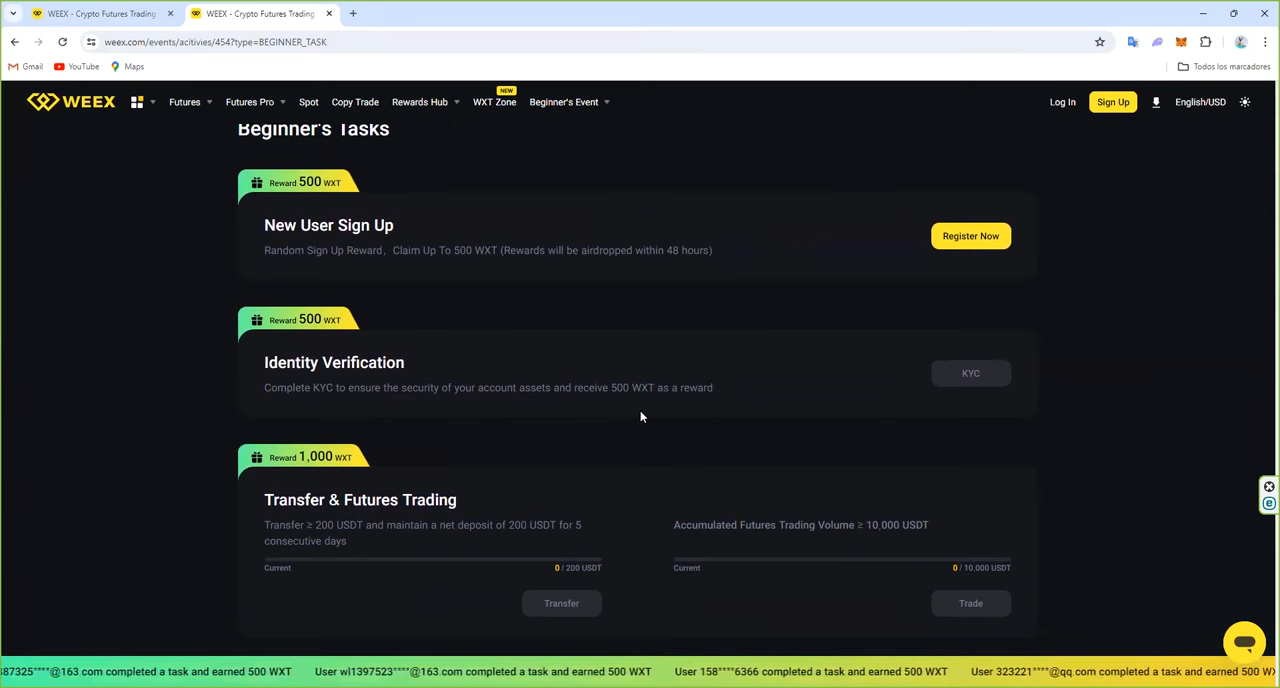 WEEX - Crypto Futures Trading
WEEX - Crypto Futures Trading
weex.com/events/acitivies/454?type=BEGINNER_TASK
Gmail
YouTube
Maps
Todos los marcadores
WEEX
Futures
Futures Pro
Spot
Copy Trade
Rewards Hub
NEW
WXT Zone
Beginner's Event
Log In
Sign Up
English/USD
Beginner's Tasks
Reward 500 WXT
New User Sign Up
Random Sign Up Reward，Claim Up To 500 WXT (Rewards will be airdropped within 48 hours)
Register Now
Reward 500 WXT
Identity Verification
Complete KYC to ensure the security of your account assets and receive 500 WXT as a reward
KYC
Reward 1,000 WXT
Transfer & Futures Trading
Transfer ≥ 200 USDT and maintain a net deposit of 200 USDT for 5
consecutive days
Current
0 / 200 USDT
Transfer
Accumulated Futures Trading Volume ≥ 10,000 USDT
Current
0 / 10,000 USDT
Trade
87325****@163.com completed a task and earned 500 WXT User wl1397523****@163.com completed a task and earned 500 WXT User 158****6366 completed a task and earned 500 WXT User 323221****@qq.com completed a task and earned 500